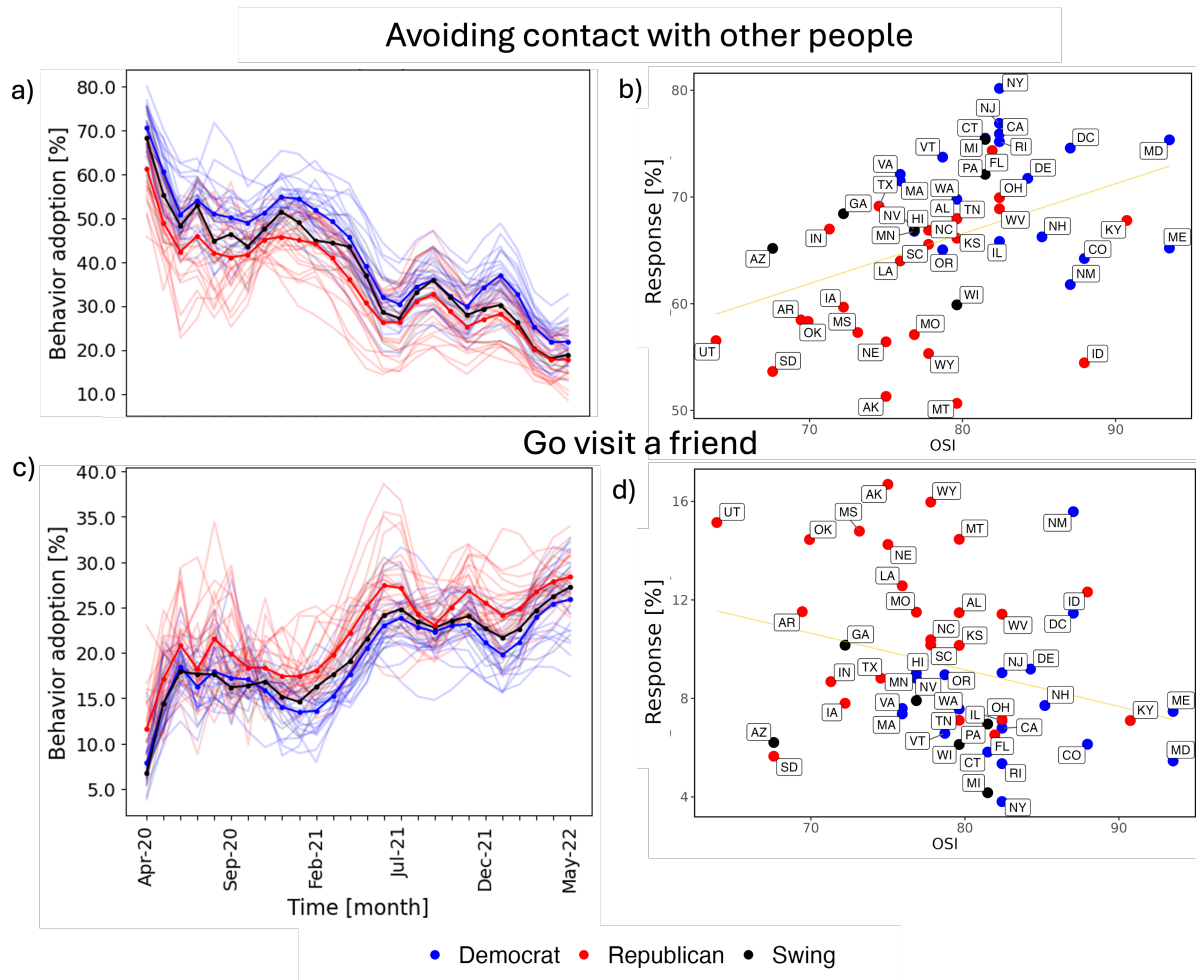 Avoiding contact with other people
a)
80.0
70.0
60.0
50.0
40.0
30.0
20.0
10.0
Behavior adoption [%]
b)
80
70
60
50
Response [%]
NY
NJ
CT
CA
MI
RI
DC
MD
VT
PA
FL
VA
DE
TX
MA
WA
OH
GA
NV
HI
AL
TN
WV
KY
IN
MN
NC
NH
ME
AZ
SC
KS
IL
CO
LA
OR
NM
IA
WI
AR
OK
MS
MO
UT
NE
WY
ID
SD
AK
MT
70
80
90
OSI
Go visit a friend
c)
40.0
35.0
30.0
25.0
20.0
15.0
10.0
5.0
Behavior adoption [%]
Apr-20
Sep-20
Feb-21
Jul-21
Dec-21
May-22
Time [month]
d)
16
12
8
4
Response [%]
AK
WY
UT
MS
NM
OK
MT
NE
LA
MO
AL
ID
AR
WV
DC
GA
NC
KS
SC
IN
TX
HI
NJ
DE
MN
OR
NV
NH
IA
VA
WA
IL
OH
KY
ME
MA
TN
CA
AZ
VT
PA
WI
FL
CO
SD
CT
RI
MD
MI
NY
70
80
90
OSI
Democrat
Republican
Swing